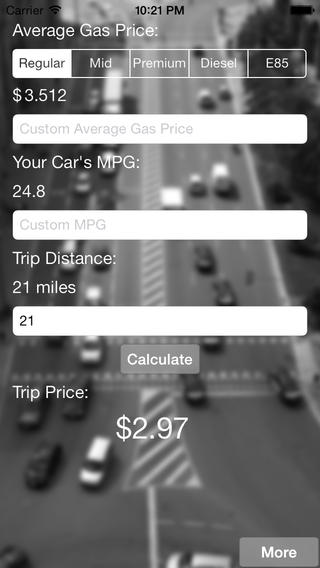 Carrier 10:21 PM
Average Gas Price:
Regular Mid Premium Diesel E85
$3.512
Custom Average Gas Price
Your Car's MPG:
24.8
Custom MPG
Trip Distance:
21 miles
21
Calculate
Trip Price:
$2.97
More